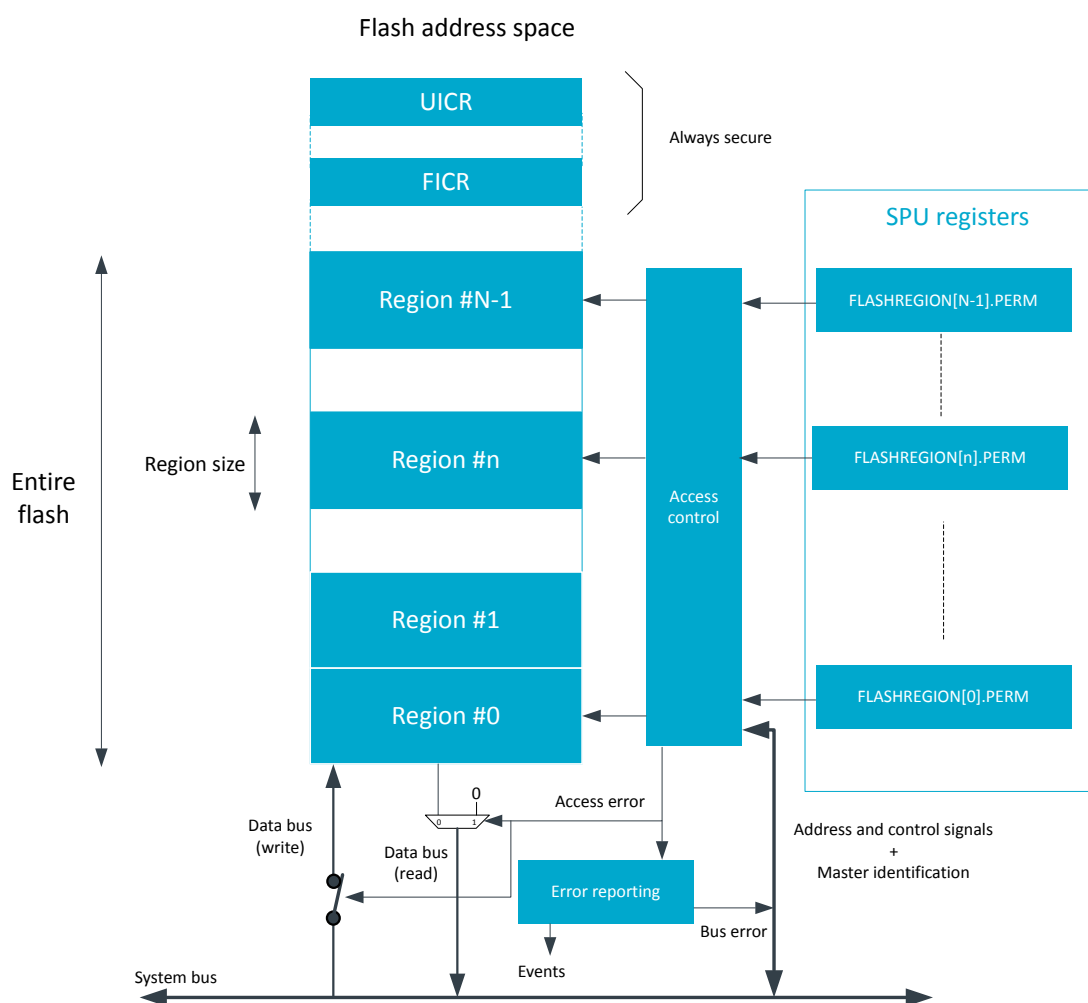 Flash address space
UICR
Always secure
FICR
SPU registers
Region #N-1
FLASHREGION[N-1].PERM
Region size
Region #n
FLASHREGION[n].PERM
Entire
flash
Access
control
Region #1
Region #0
FLASHREGION[0].PERM
0
Access error
0
1
Data bus
(write)
Data bus
(read)
Address and control signals
+
Master identification
Error reporting
Bus error
Events
System bus